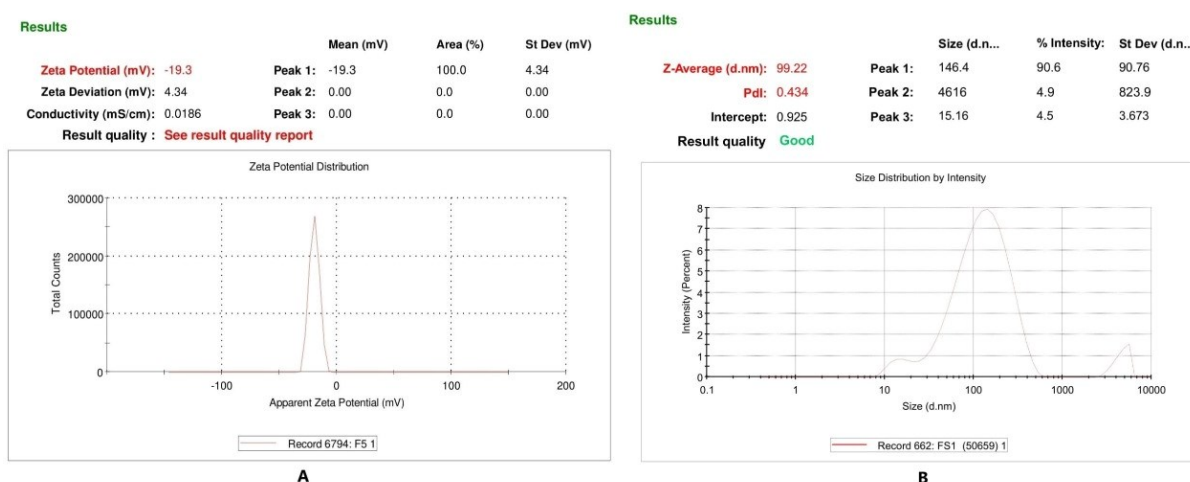 Results
Mean (mV) Area (%) St Dev (mV)
Zeta Potential (mV): -19.3 Peak 1: -19.3 100.0 4.34
Zeta Deviation (mV): 4.34 Peak 2: 0.00 0.0 0.00
Conductivity (mS/cm): 0.0186 Peak 3: 0.00 0.0 0.00
Result quality : See result quality report
Zeta Potential Distribution
300000
200000
100000
0
Total Counts
-100 0 100 200
Apparent Zeta Potential (mV)
Record 6794: F5 1
A
Results
Size (d.n... % Intensity: St Dev (d.n...
Z-Average (d.nm): 99.22 Peak 1: 146.4 90.6 90.76
PdI: 0.434 Peak 2: 4616 4.9 823.9
Intercept: 0.925 Peak 3: 15.16 4.5 3.673
Result quality Good
Size Distribution by Intensity
8
7
6
5
4
3
2
1
0
Intensity (Percent)
0.1 1 10 100 1000 10000
Size (d.nm)
Record 662: FS1 (50659) 1
B